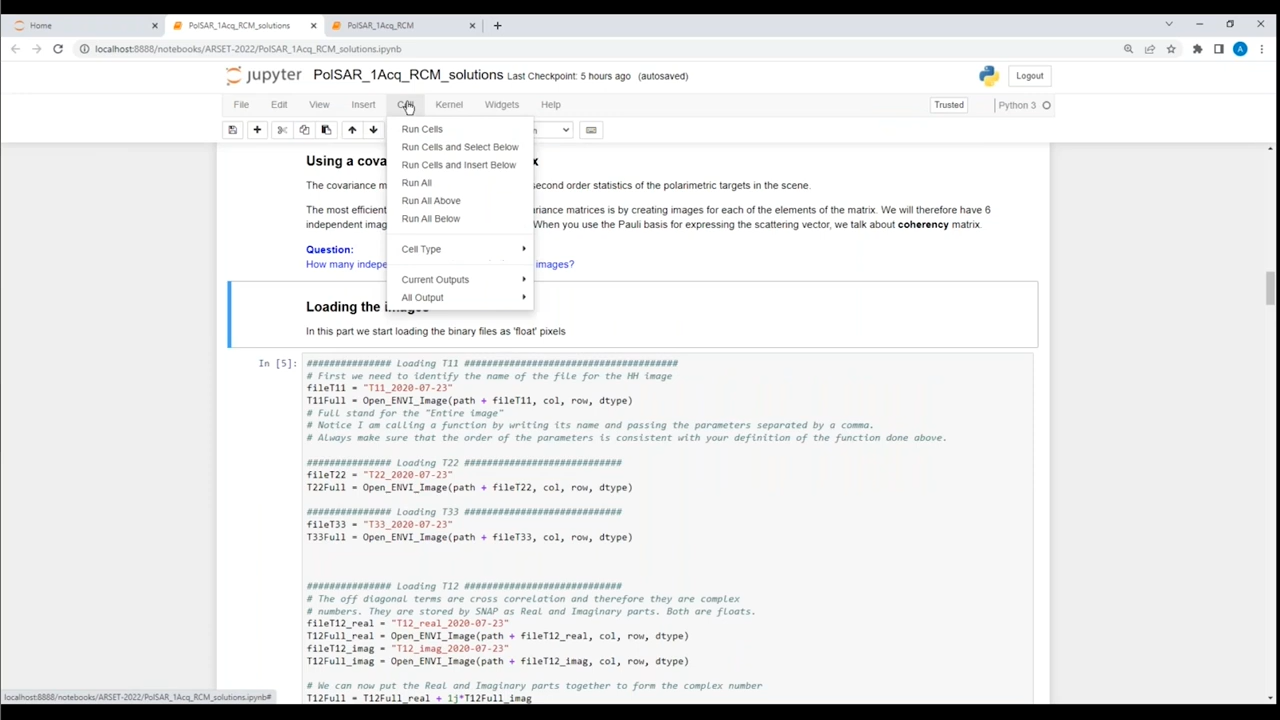 Home
PolSAR_1Acq_RCM_solutions
PolSAR_1Acq_RCM
localhost:8888/notebooks/ARSET-2022/PolSAR_1Acq_RCM_solutions.ipynb
A
jupyter PolSAR_1Acq_RCM_solutions Last Checkpoint: 5 hours ago (autosaved)
Logout
File Edit View Insert Kernel Widgets Help
Trusted
Python 3
Run Cells
Run Cells and Select Below
Run Cells and Insert Below
Run All
Run All Above
Run All Below
Cell Type
Current Outputs
All Output
Using a
The covariance second order statistics of the polarimetric targets in the scene.
The most efficient matrices is by creating images for each of the elements of the matrix. We will therefore have 6
independent When you use the Pauli basis for expressing the scattering vector, we talk about coherency matrix.
Question:
How many images?
Loading the images
In this part we start loading the binary files as 'float' pixels
In [5]:
############### Loading T11 ######################################
# First we need to identify the name of the file for the HH image
fileT11 = "T11_2020-07-23"
T11Full = Open_ENVI_Image(path + fileT11, col, row, dtype)
# Full stand for the "Entire image"
# Notice I am calling a function by writing its name and passing the parameters separated by a comma.
# Always make sure that the order of the parameters is consistent with your definition of the function done above.
############### Loading T22 ############################
fileT22 = "T22_2020-07-23"
T22Full = Open_ENVI_Image(path + fileT22, col, row, dtype)
############### Loading T33 ############################
fileT33 = "T33_2020-07-23"
T33Full = Open_ENVI_Image(path + fileT33, col, row, dtype)
############### Loading T12 ############################
# The off diagonal terms are cross correlation and therefore they are complex
# numbers. They are stored by SNAP as Real and Imaginary parts. Both are floats.
fileT12_real = "T12_real_2020-07-23"
T12Full_real = Open_ENVI_Image(path + fileT12_real, col, row, dtype)
fileT12_imag = "T12_imag_2020-07-23"
T12Full_imag = Open_ENVI_Image(path + fileT12_imag, col, row, dtype)
# We can now put the Real and Imaginary parts together to form the complex number
T12Full = T12Full_real + 1j*T12Full_imag
localhost:8888/notebooks/ARSET-2022/PolSAR_1Acq_RCM_solutions.ipynb#